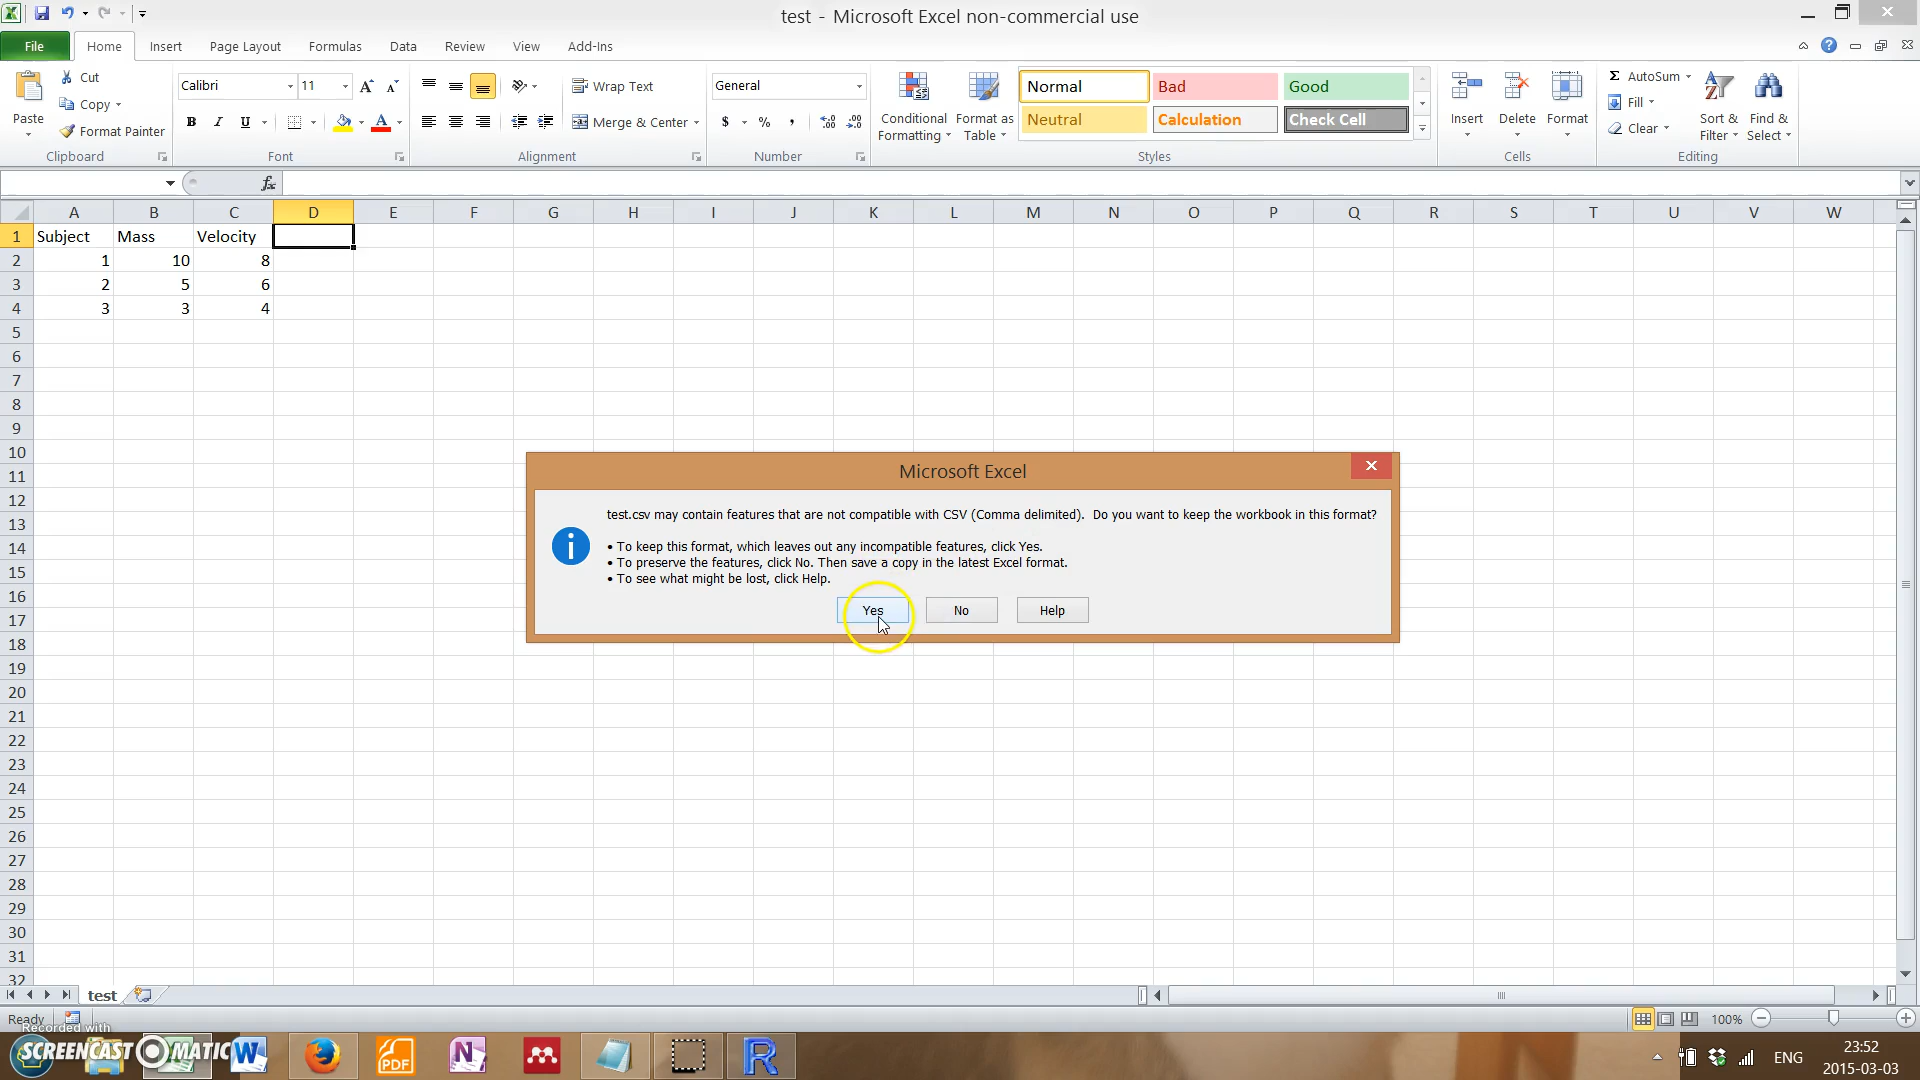 test - Microsoft Excel non-commercial use
File Home Insert Page Layout Formulas Data Review View Add-Ins
Paste
Cut
Copy
Format Painter
Clipboard
Calibri 11
B I U A
Font
Wrap Text
Merge & Center
Alignment
General
$ % ,
Number
Conditional Formatting
Format as Table
Normal Bad Good
Neutral Calculation Check Cell
Styles
Insert Delete Format
Cells
Σ AutoSum
Fill
Clear
Sort & Filter
Find & Select
Editing
fx
A B C D E F G H I J K L M N O P Q R S T U V W
1 Subject Mass Velocity
2 1 10 8
3 2 5 6
4 3 3 4
5
6
7
8
9
10
11
12
13
14
15
16
17
18
19
20
21
22
23
24
25
26
27
28
29
30
31
32
Microsoft Excel
test.csv may contain features that are not compatible with CSV (Comma delimited). Do you want to keep the workbook in this format?
• To keep this format, which leaves out any incompatible features, click Yes.
• To preserve the features, click No. Then save a copy in the latest Excel format.
• To see what might be lost, click Help.
Yes No Help
test
Ready
100%
Recorded with
SCREENCAST MATIC
W PDF N R
ENG
23:52
2015-03-03